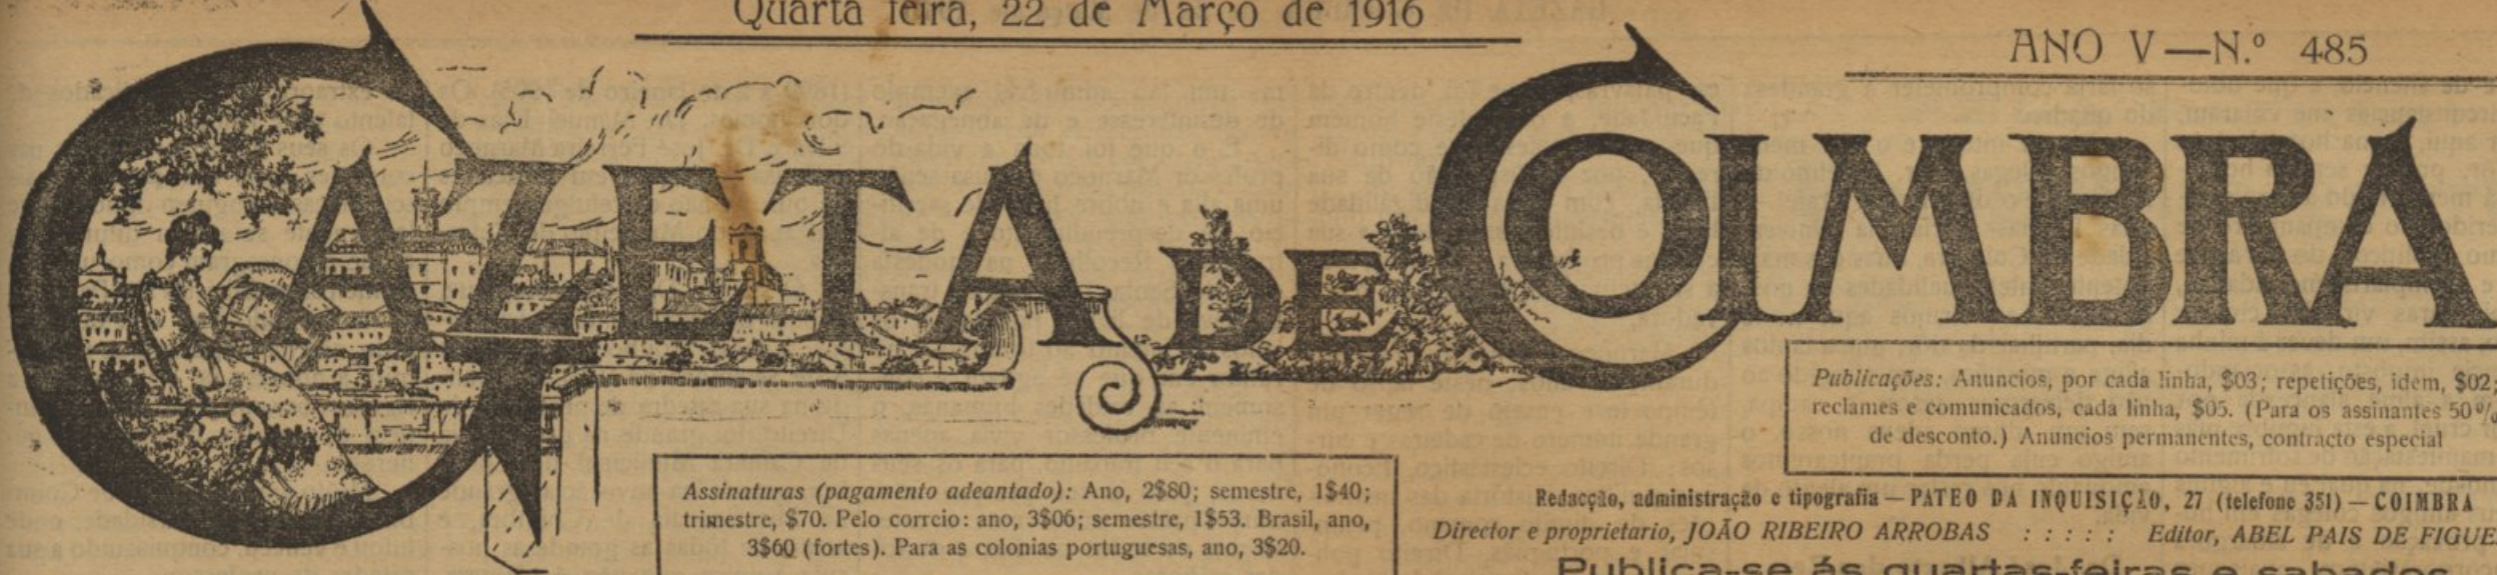 Quarta feira, 22 de Março de 1916
ANO V—N.º 485
GAZETA DE COIMBRA
Publicações: Anuncios, por cada linha, $03; repetições, idem, $02;
reclames e comunicados, cada linha, $05. (Para os assinantes 50%
de desconto.) Anuncios permanentes, contracto especial
Assinaturas (pagamento adeantado): Ano, 2$80; semestre, 1$40;
trimestre, $70. Pelo correio: ano, 3$06; semestre, 1$53. Brasil, ano,
3$60 (fortes). Para as colonias portuguesas, ano, 3$20.
Redacção, administração e tipografia — PATEO DA INQUISIÇÃO, 27 (telefone 351) — COIMBRA
Director e proprietario, JOÃO RIBEIRO ARROBAS : : : : : Editor, ABEL PAIS DE FIGUE
Publica-se ás quartas-feiras e sabados